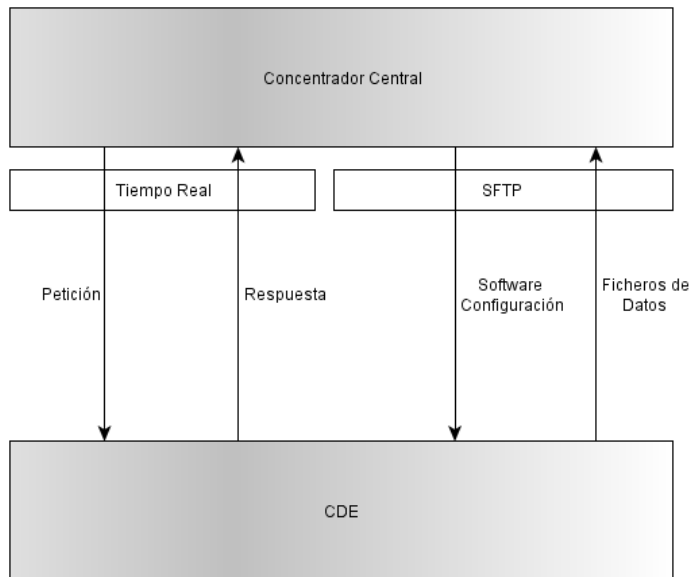 Concentrador Central
Tiempo Real
SFTP
Petición
Respuesta
Software
Configuración
Ficheros de
Datos
CDE